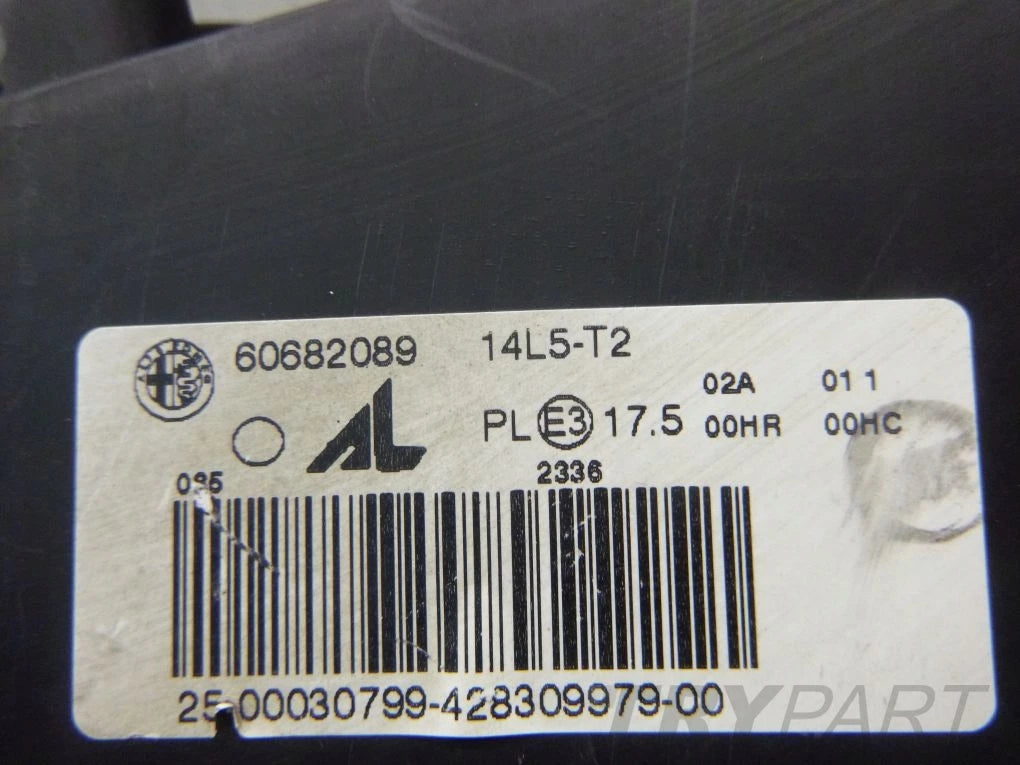 60682089 14L5-T2
02A 01 1
AL PL E3 17.5 00HR 00HC
2336
25-00030799-428309979-00
TRYPART